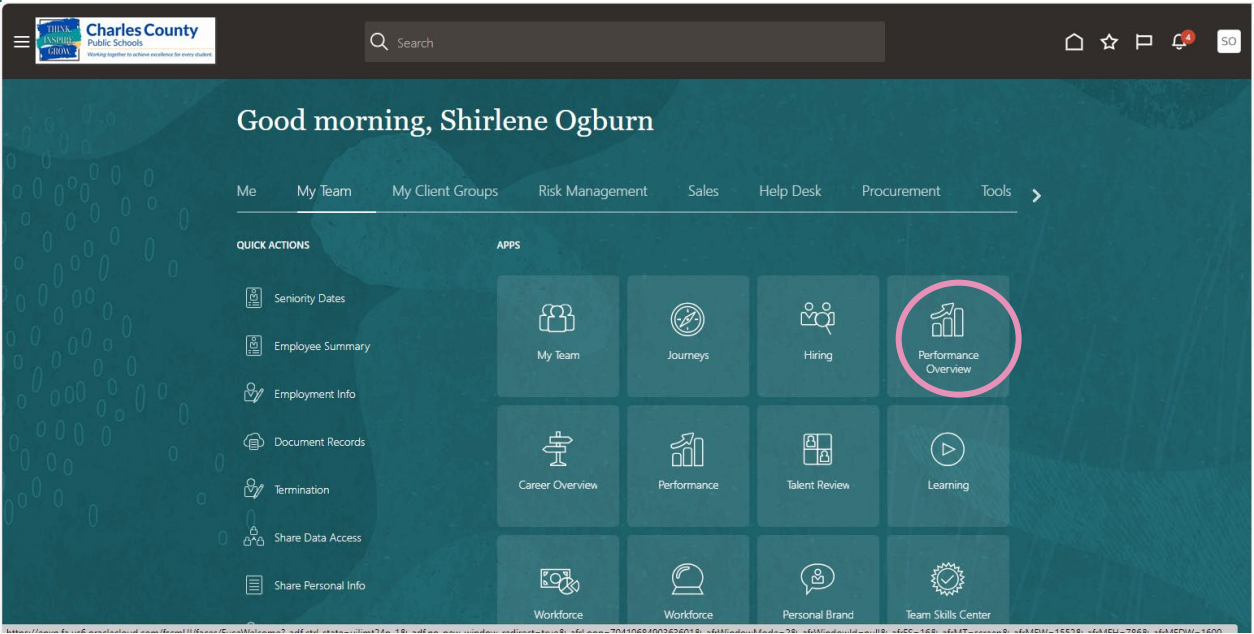 THINK. INSPIRE. GROW.
Charles County
Public Schools
Working together to achieve excellence for every student.
Search
4
SO
Good morning, Shirlene Ogburn
Me My Team My Client Groups Risk Management Sales Help Desk Procurement Tools
QUICK ACTIONS
Seniority Dates
Employee Summary
Employment Info
Document Records
Termination
Share Data Access
Share Personal Info
APPS
My Team
Journeys
Hiring
Performance
Overview
Career Overview
Performance
Talent Review
Learning
Workforce
Workforce
Personal Brand
Team Skills Center